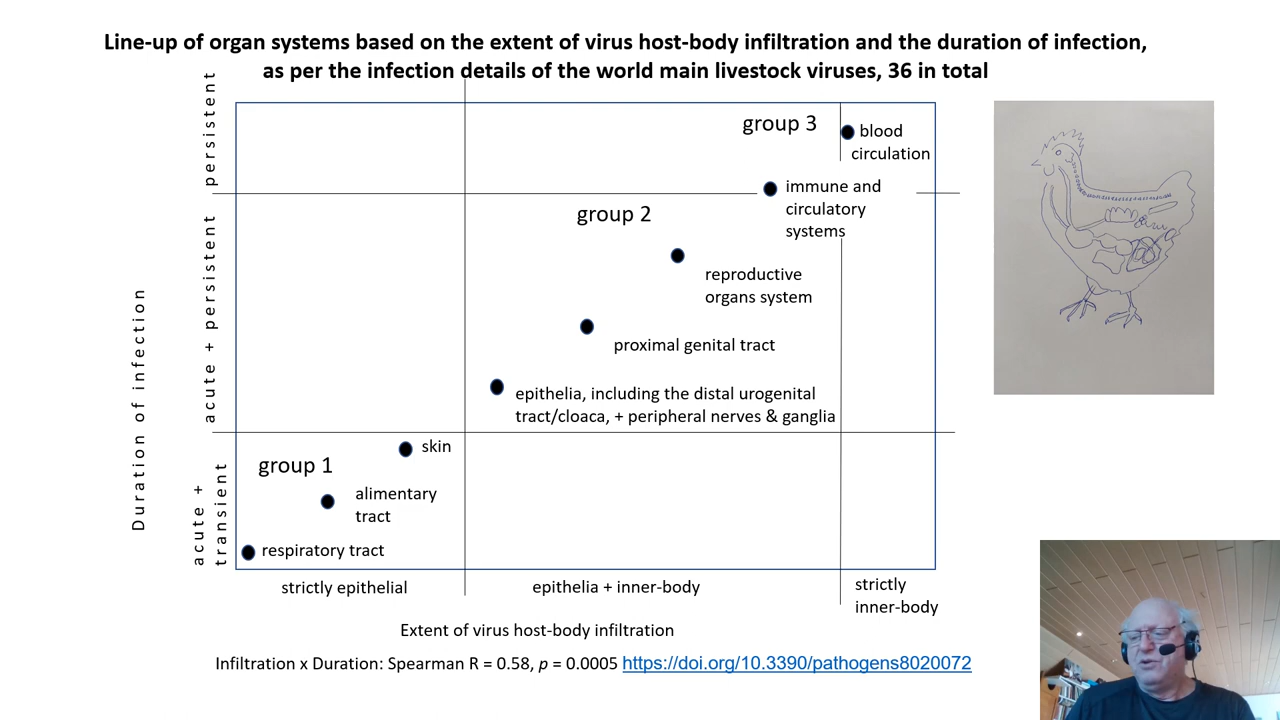 Line-up of organ systems based on the extent of virus host-body infiltration and the duration of infection,
as per the infection details of the world main livestock viruses, 36 in total
persistent
group 3
blood
circulation
immune and
circulatory
systems
acute + persistent
group 2
reproductive
organs system
proximal genital tract
epithelia, including the distal urogenital
tract/cloaca, + peripheral nerves & ganglia
Duration of infection
skin
group 1
alimentary
tract
acute +
transient
respiratory tract
strictly epithelial
epithelia + inner-body
strictly
inner-body
Extent of virus host-body infiltration
Infiltration x Duration: Spearman R = 0.58, p = 0.0005 https://doi.org/10.3390/pathogens8020072